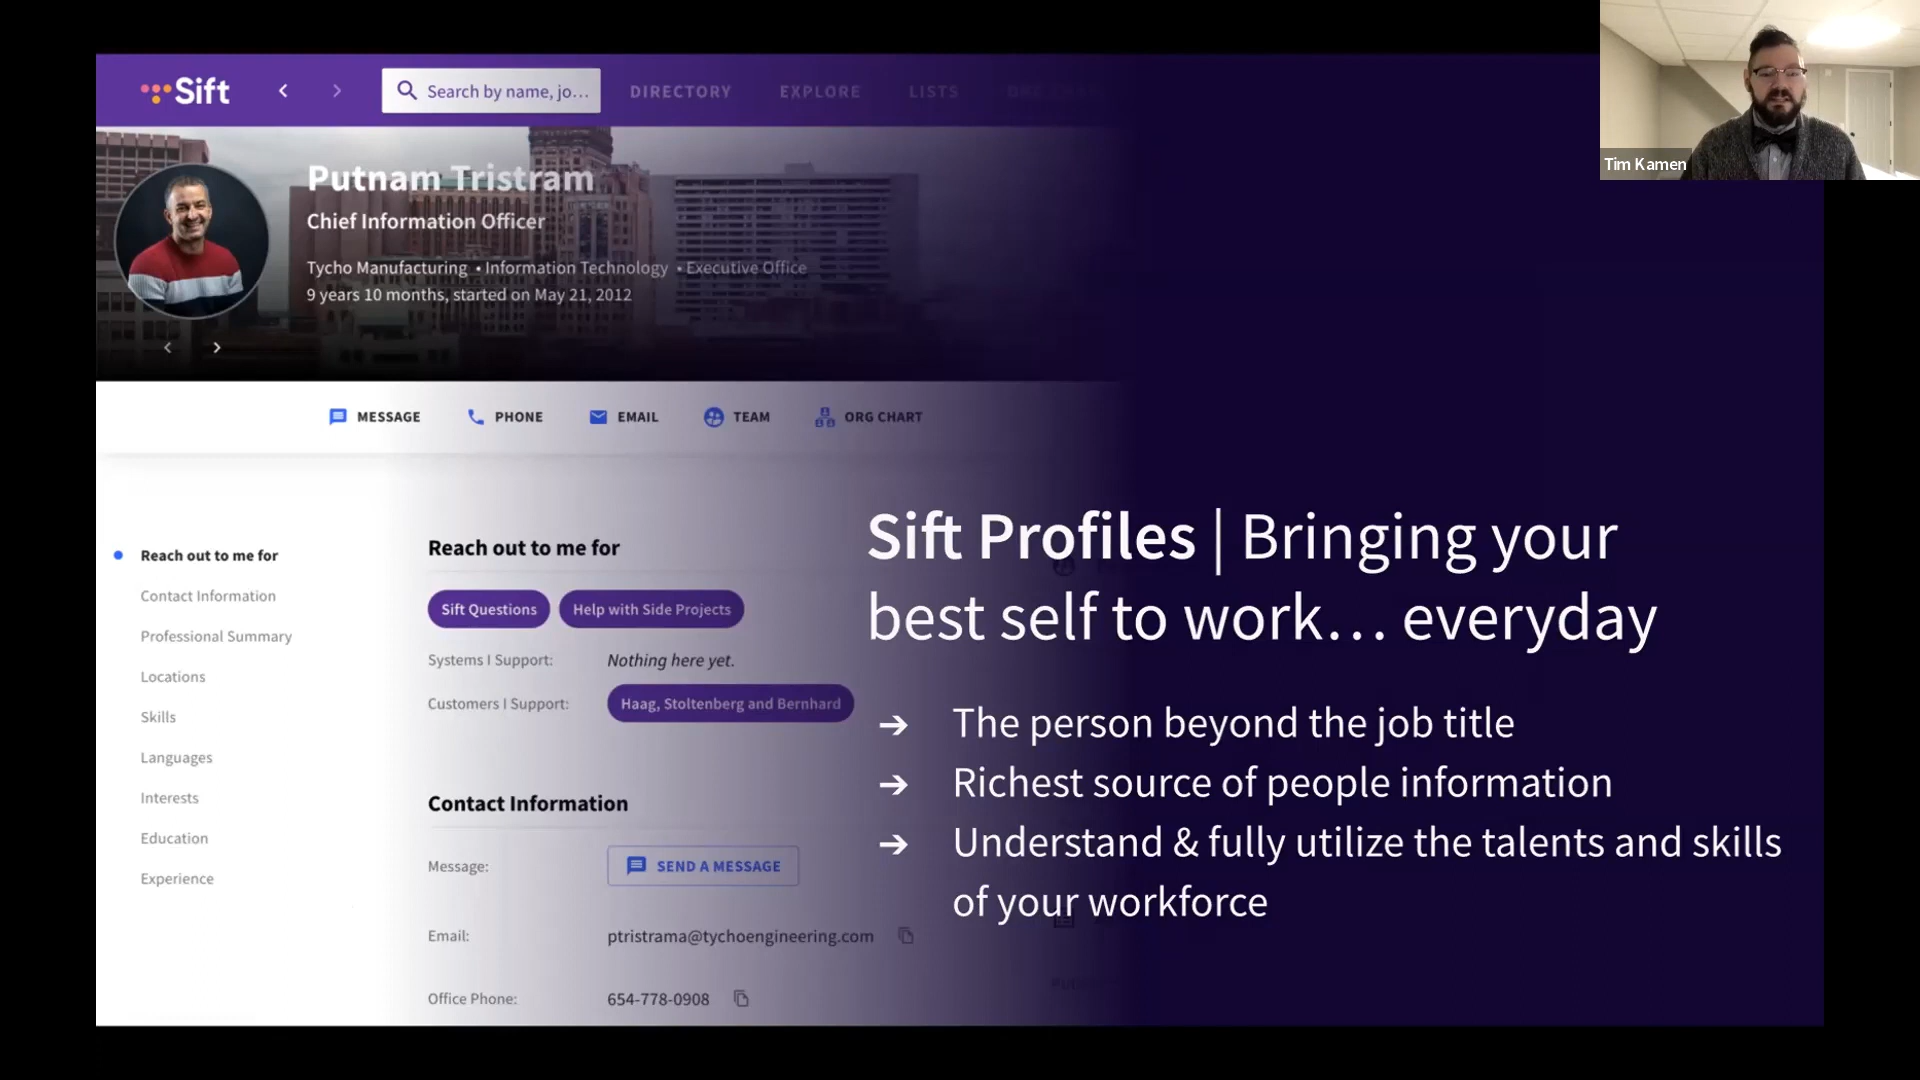 Sift
Search by name, jo...
DIRECTORY
EXPLORE
LISTS
Tim Kamen
Putnam Tristram
Chief Information Officer
Tycho Manufacturing • Information Technology • Executive Office
9 years 10 months, started on May 21, 2012
MESSAGE
PHONE
EMAIL
TEAM
ORG CHART
Reach out to me for
Contact Information
Professional Summary
Locations
Skills
Languages
Interests
Education
Experience
Reach out to me for
Sift Questions
Help with Side Projects
Systems I Support: Nothing here yet.
Customers I Support: Haag, Stoltenberg and Bernhard
Contact Information
Message: SEND A MESSAGE
Email: ptristrama@tychoengineering.com
Office Phone: 654-778-0908
Sift Profiles | Bringing your
best self to work... everyday
➔ The person beyond the job title
➔ Richest source of people information
➔ Understand & fully utilize the talents and skills
of your workforce